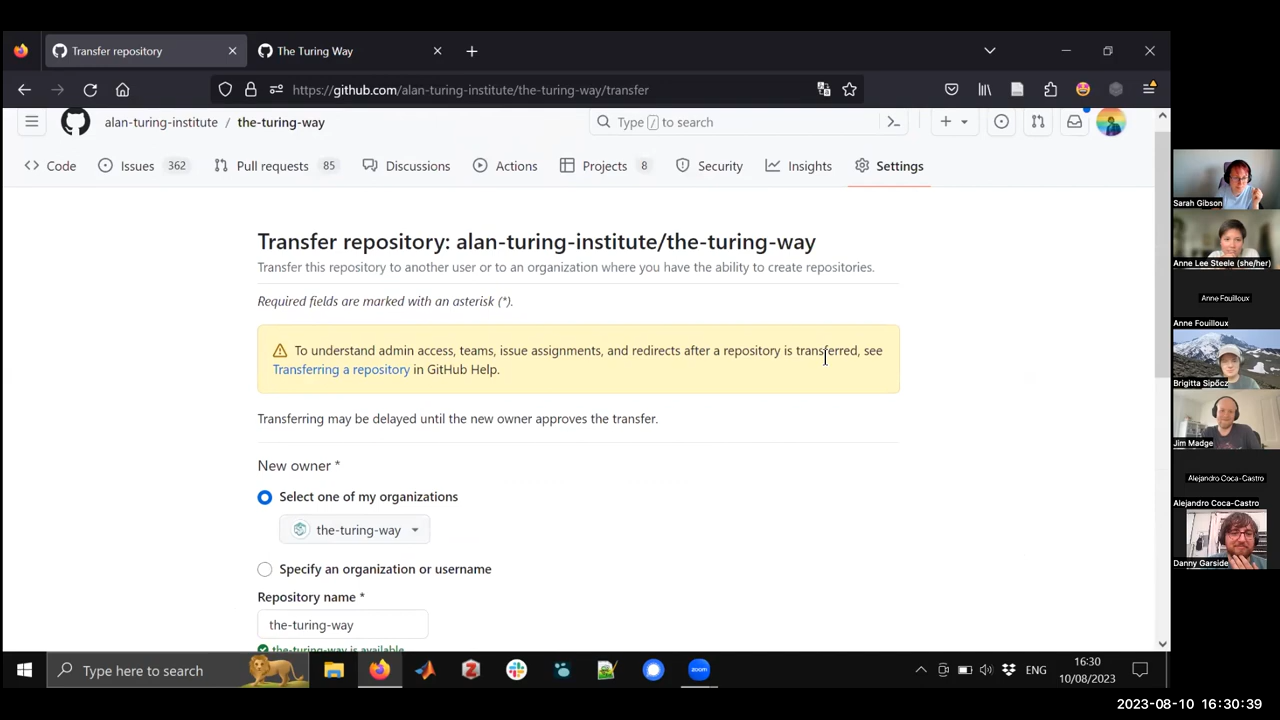 Transfer repository
The Turing Way
https://github.com/alan-turing-institute/the-turing-way/transfer
alan-turing-institute / the-turing-way
Type / to search
Code
Issues 362
Pull requests 85
Discussions
Actions
Projects 8
Security
Insights
Settings
Transfer repository: alan-turing-institute/the-turing-way
Transfer this repository to another user or to an organization where you have the ability to create repositories.
Required fields are marked with an asterisk (*).
To understand admin access, teams, issue assignments, and redirects after a repository is transferred, see
Transferring a repository in GitHub Help.
Transferring may be delayed until the new owner approves the transfer.
New owner *
Select one of my organizations
the-turing-way
Specify an organization or username
Repository name *
the-turing-way
the-turing-way is available
Sarah Gibson
Anne Lee Steele (she/her)
Anne Fouilloux
Anne Fouilloux
Brigitta Sipőcz
Jim Madge
Alejandro Coca-Castro
Alejandro Coca-Castro
Danny Garside
Type here to search
zoom
ENG
16:30
10/08/2023
2023-08-10 16:30:39